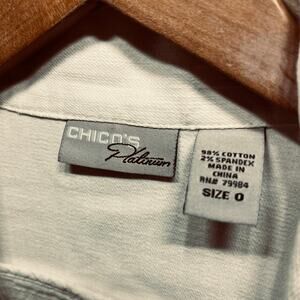 CHICO'S
Platinum
98% COTTON
2% SPANDEX
MADE IN
CHINA
RN# 79984
SIZE 0